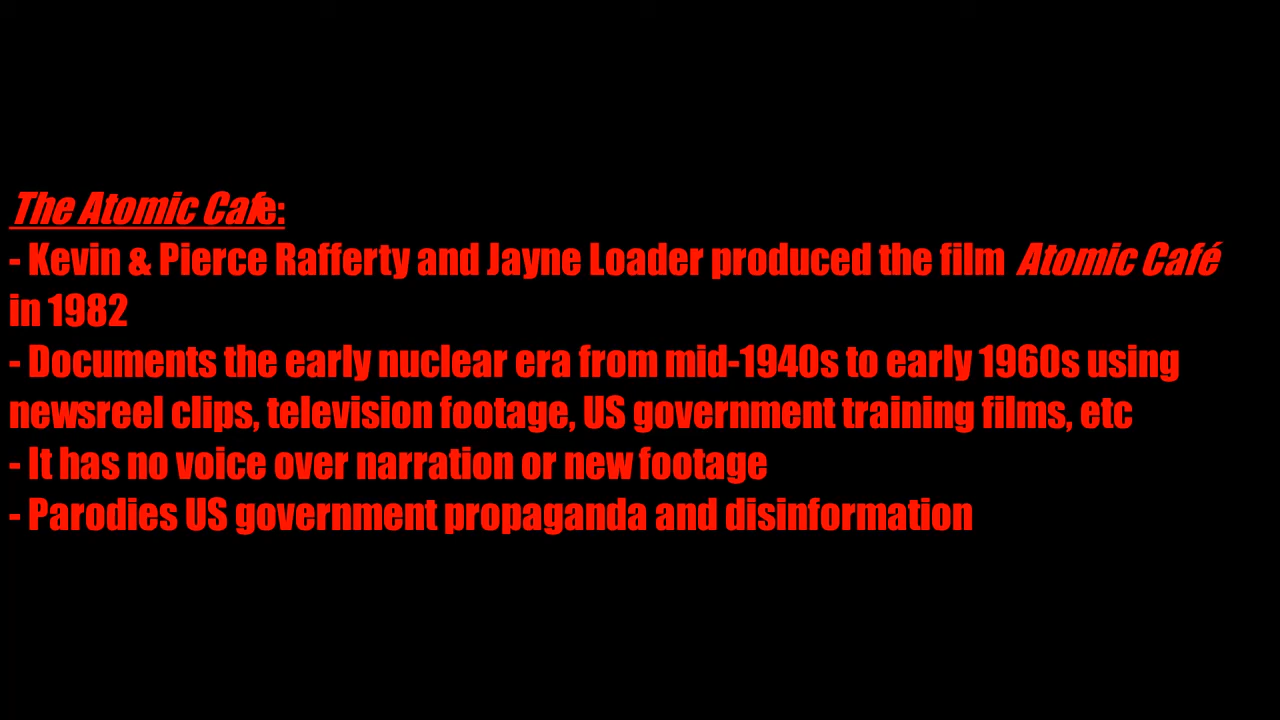 The Atomic Cafe:
- Kevin & Pierce Rafferty and Jayne Loader produced the film Atomic Café
in 1982
- Documents the early nuclear era from mid-1940s to early 1960s using
newsreel clips, television footage, US government training films, etc
- It has no voice over narration or new footage
- Parodies US government propaganda and disinformation